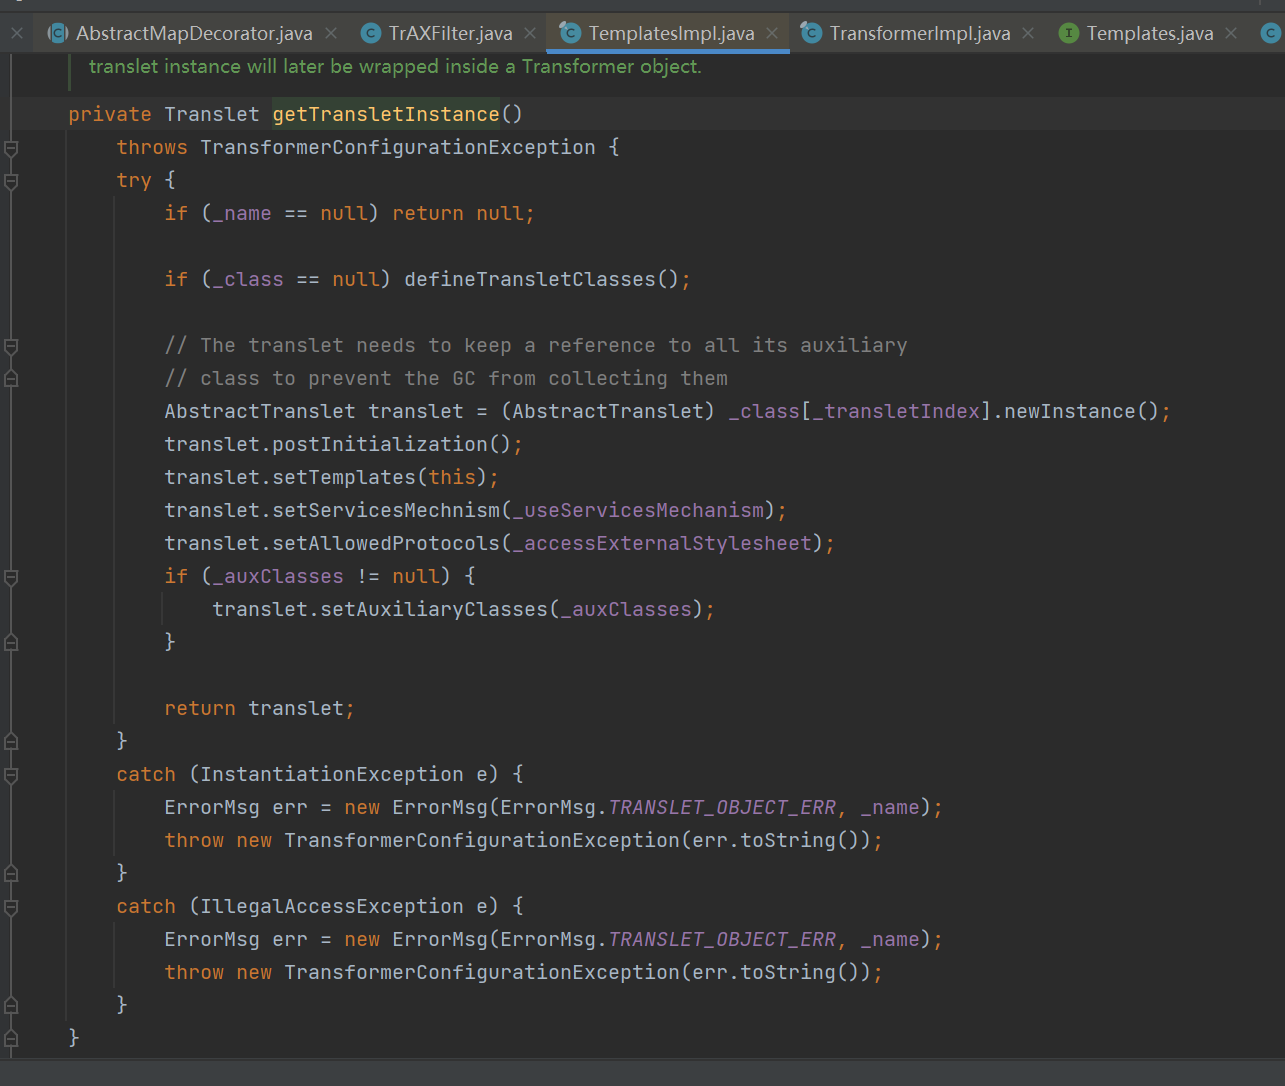 AbstractMapDecorator.java TrAXFilter.java TemplatesImpl.java TransformerImpl.java Templates.java
translet instance will later be wrapped inside a Transformer object.
private Translet getTransletInstance()
throws TransformerConfigurationException {
try {
if (_name == null) return null;
if (_class == null) defineTransletClasses();
// The translet needs to keep a reference to all its auxiliary
// class to prevent the GC from collecting them
AbstractTranslet translet = (AbstractTranslet) _class[_transletIndex].newInstance();
translet.postInitialization();
translet.setTemplates(this);
translet.setServicesMechnism(_useServicesMechanism);
translet.setAllowedProtocols(_accessExternalStylesheet);
if (_auxClasses != null) {
translet.setAuxiliaryClasses(_auxClasses);
}
return translet;
}
catch (InstantiationException e) {
ErrorMsg err = new ErrorMsg(ErrorMsg.TRANSLET_OBJECT_ERR, _name);
throw new TransformerConfigurationException(err.toString());
}
catch (IllegalAccessException e) {
ErrorMsg err = new ErrorMsg(ErrorMsg.TRANSLET_OBJECT_ERR, _name);
throw new TransformerConfigurationException(err.toString());
}
}